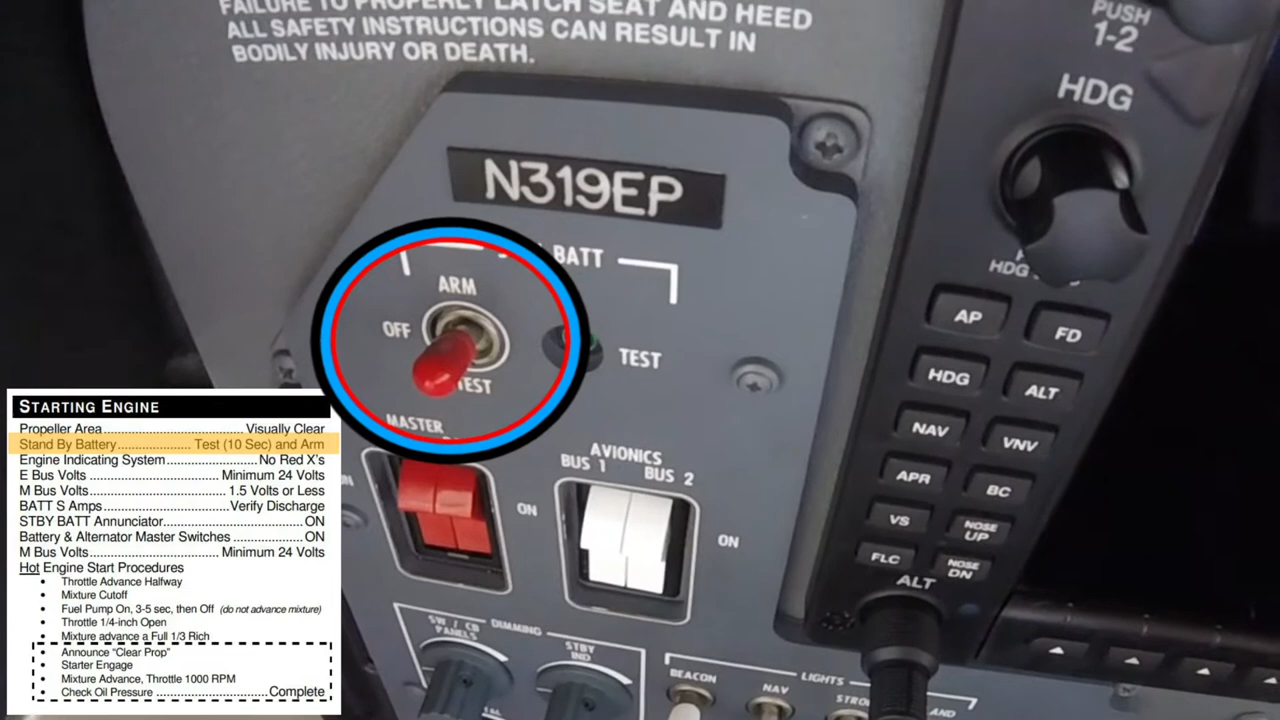 FAILURE TO PROPERLY LATCH SEAT AND HEED
ALL SAFETY INSTRUCTIONS CAN RESULT IN
BODILY INJURY OR DEATH.
N319EP
BATT
ARM
OFF
TEST
TEST
MASTER
ON
AVIONICS
BUS 1 BUS 2
ON
SW / CB
PANELS
DIMMING
STBY
IND
BEACON
LIGHTS
NAV
PUSH
1-2
HDG
HDG
AP FD
HDG ALT
NAV VNV
APR BC
VS NOSE UP
FLC NOSE DN
ALT
STARTING ENGINE
Propeller Area.................. Visually Clear
Stand By Battery.................. Test (10 Sec) and Arm
Engine Indicating System.................. No Red X's
E Bus Volts .................. Minimum 24 Volts
M Bus Volts.................. 1.5 Volts or Less
BATT S Amps.................. Verify Discharge
STBY BATT Annunciator.................. ON
Battery & Alternator Master Switches .................. ON
M Bus Volts.................. Minimum 24 Volts
Hot Engine Start Procedures
• Throttle Advance Halfway
• Mixture Cutoff
• Fuel Pump On, 3-5 sec, then Off (do not advance mixture)
• Throttle 1/4-inch Open
• Mixture advance a Full 1/3 Rich
• Announce “Clear Prop”
• Starter Engage
• Mixture Advance, Throttle 1000 RPM
• Check Oil Pressure .................. Complete